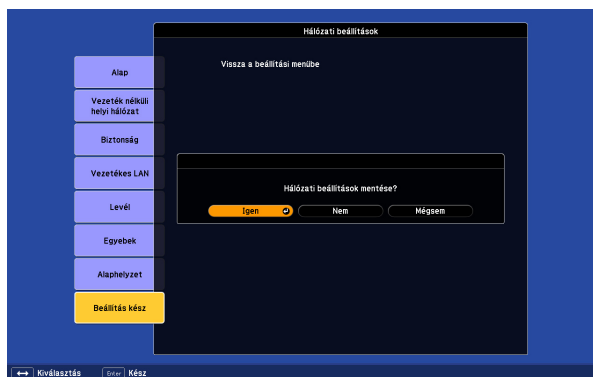 Hálózati beállítások
Vissza a beállítási menübe
Alap
Vezeték nélküli
helyi hálózat
Biztonság
Vezetékes LAN
Levél
Egyebek
Alaphelyzet
Beállítás kész
Hálózati beállítások mentése?
Igen Nem Mégsem
Kiválasztás Enter Kész